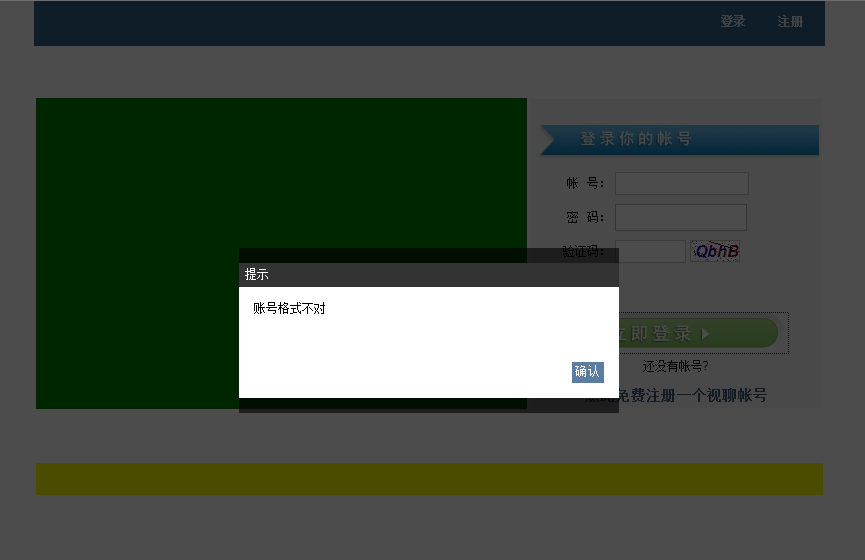 登录 注册
登录你的帐号
帐 号：
密 码：
验证码： QbhB
提示
账号格式不对
确认
立即登录
还没有帐号?
免费注册一个视聊帐号